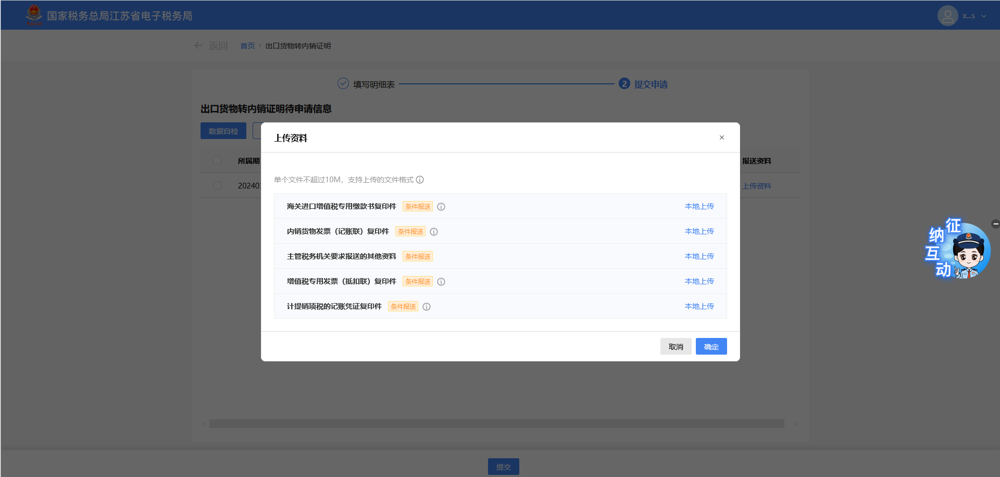 国家税务总局江苏省电子税务局
x...s
返回 首页 › 出口货物转内销证明
填写明细表
2 提交申请
出口货物转内销证明待申请信息
数据自检
所属期
报送资料
20240
上传资料
上传资料
×
单个文件不超过10M，支持上传的文件格式
海关进口增值税专用缴款书复印件 条件报送 本地上传
内销货物发票（记账联）复印件 条件报送 本地上传
主管税务机关要求报送的其他资料 条件报送 本地上传
增值税专用发票（抵扣联）复印件 条件报送 本地上传
计提销项税的记账凭证复印件 条件报送 本地上传
取消 确定
征纳互动
提交